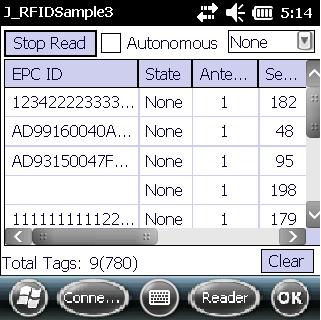 J_RFIDSample3 5:14
Stop Read Autonomous None
EPC ID State Ante... Se...
123422223333... None 1 182
AD99160040A... None 1 48
AD93150047F... None 1 95
None 1 198
111111111122... None 1 179
Total Tags: 9(780) Clear
Conne... Reader OK